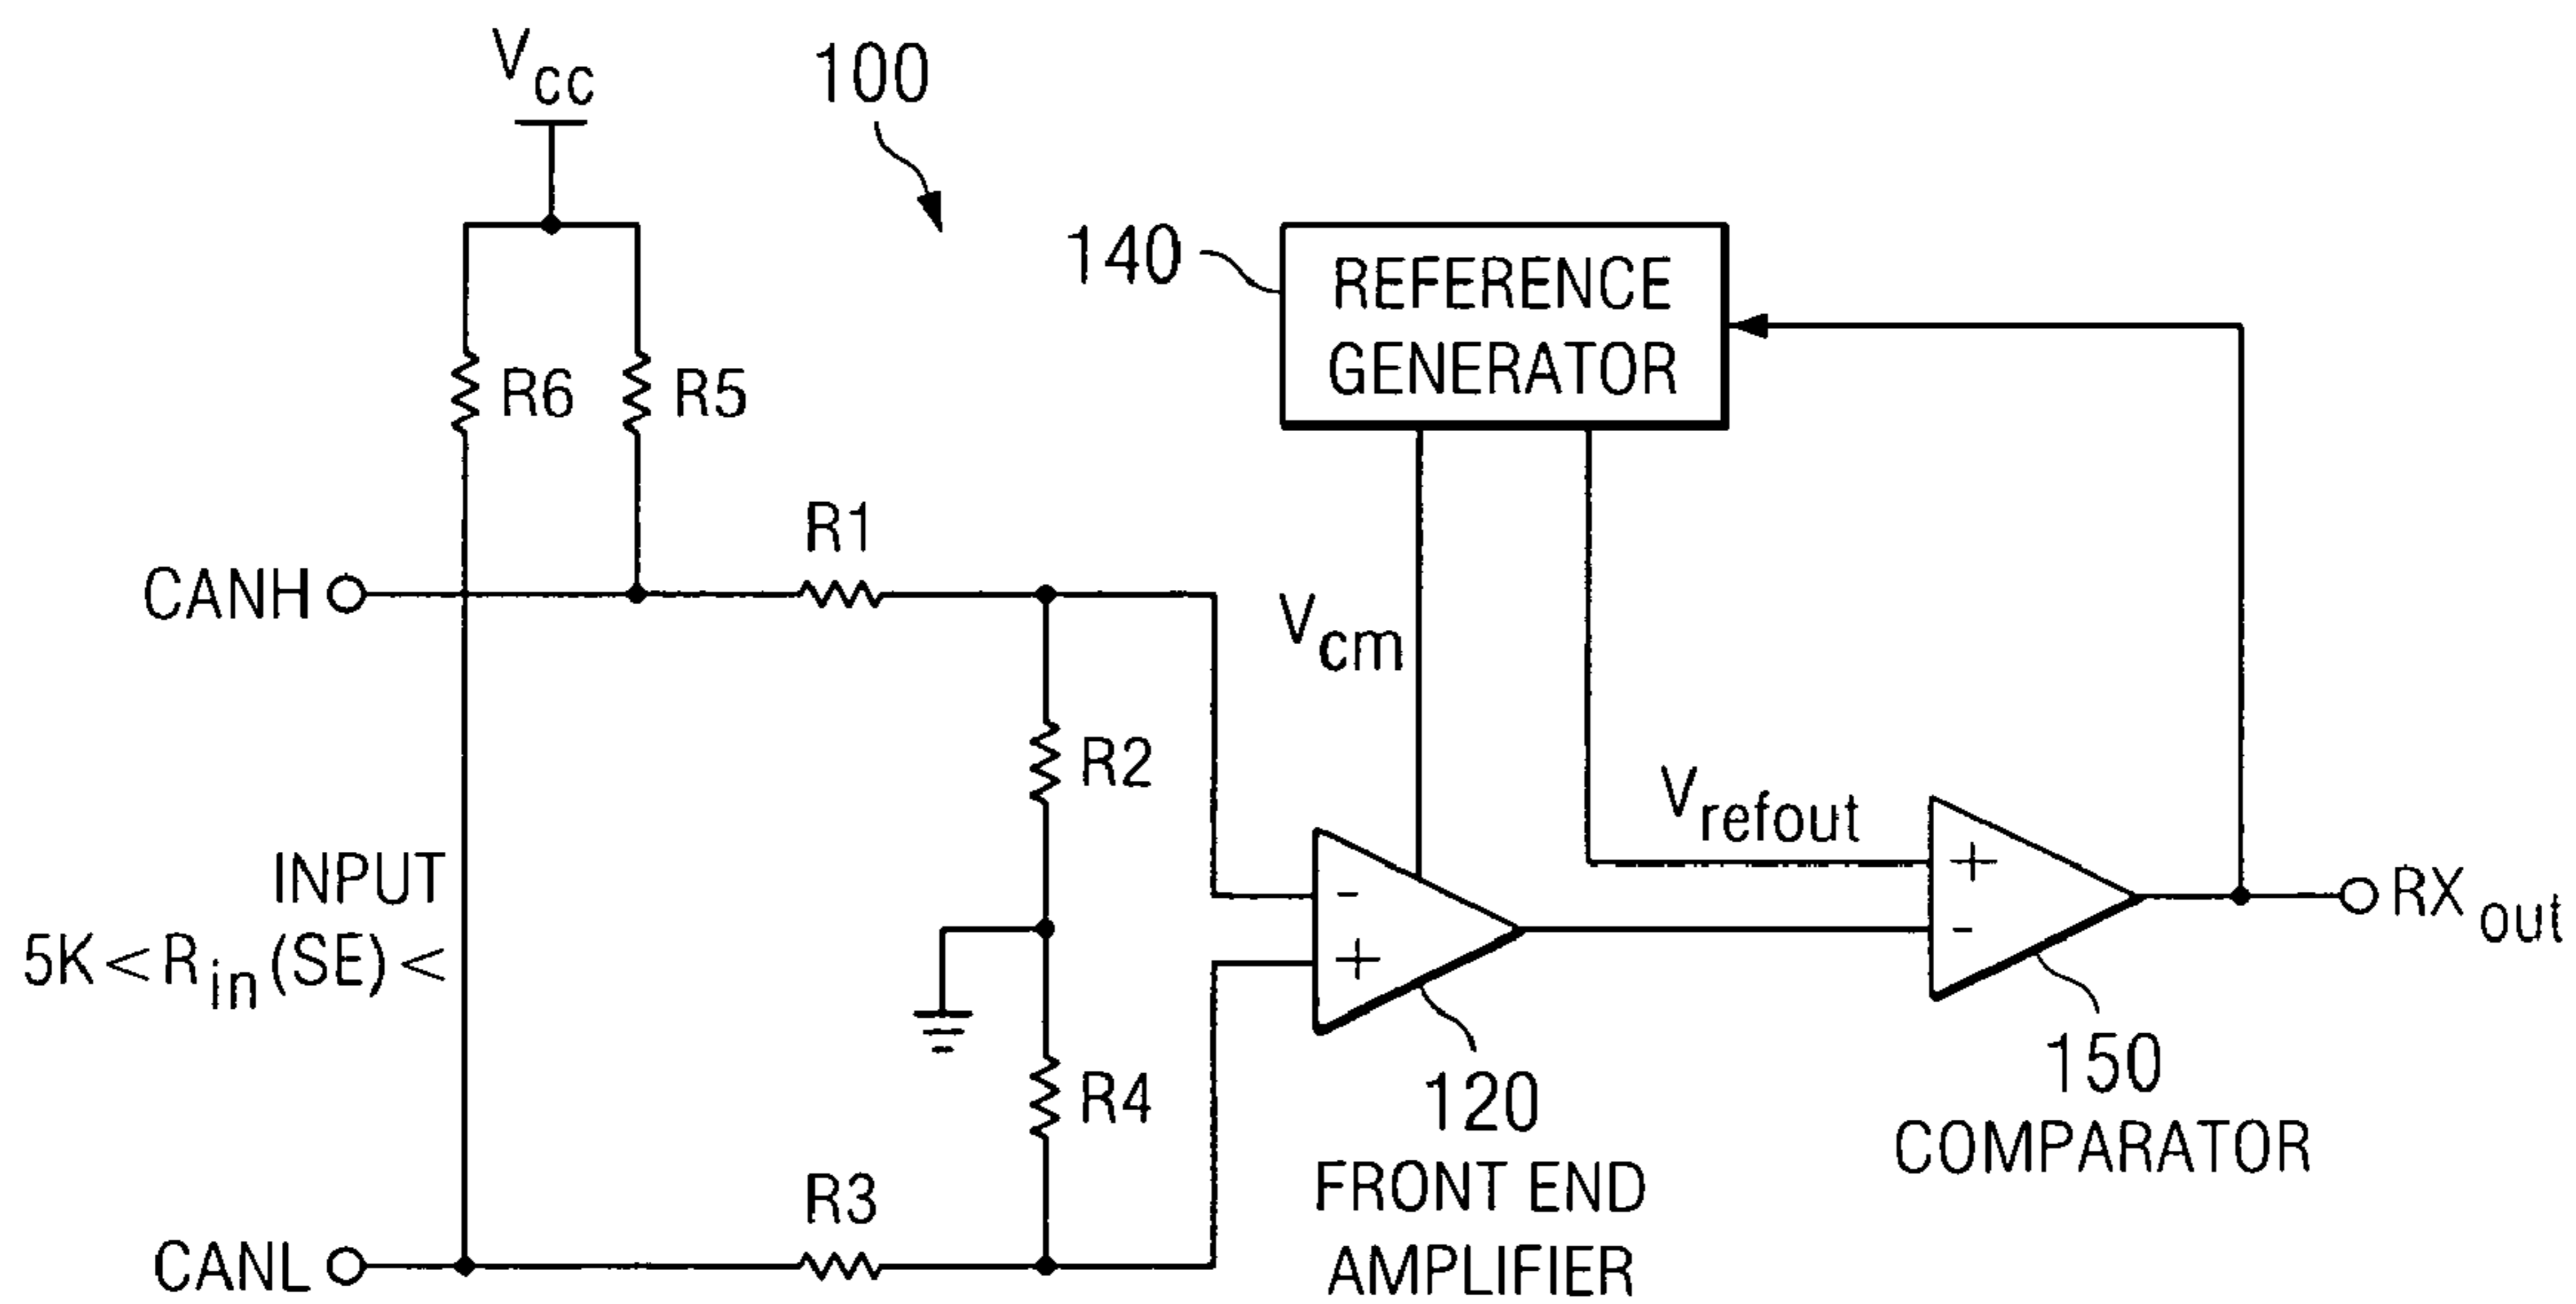 Vcc
100
140
REFERENCE
GENERATOR
R6
R5
R1
CANH
Vcm
R2
Vrefout
+
-
INPUT
5K<Rin(SE)<
-
+
RXout
R4
120
FRONT END
AMPLIFIER
150
COMPARATOR
R3
CANL